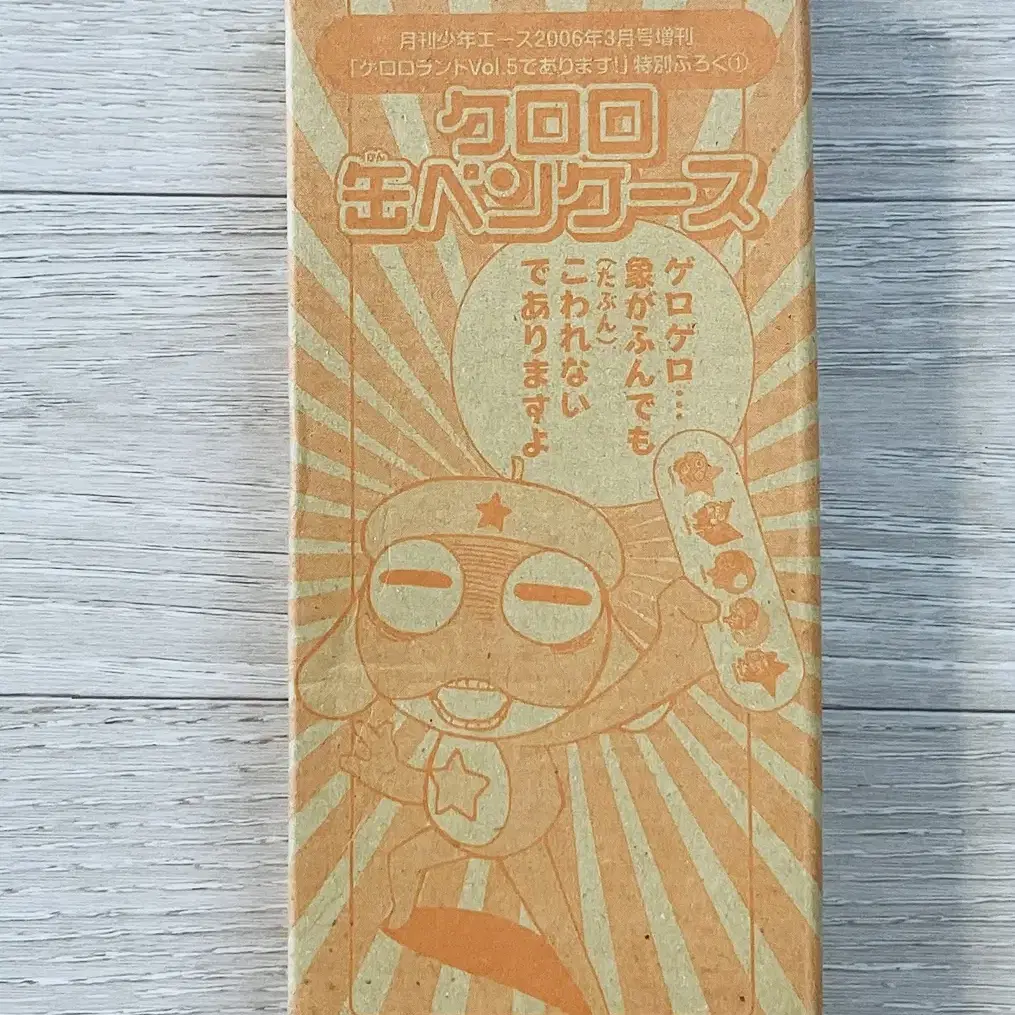 月刊少年エース2006年3月号増刊
「ケロロランドVol.5であります!」特別ふろく①
ケロロ
かん
缶ペンケース
ゲロゲロ…
象がふんでも
(たぶん)
こわれない
でありますよ